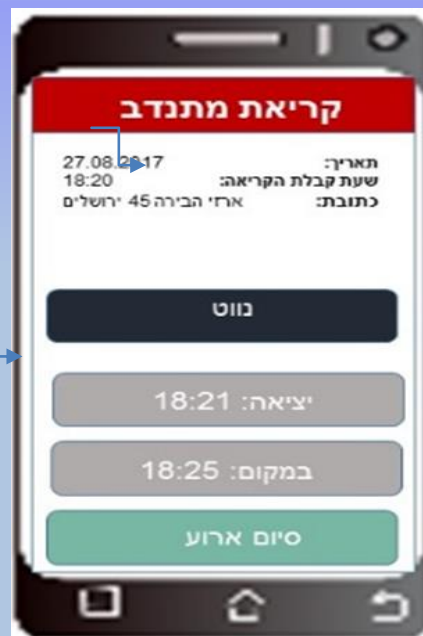 קריאת מתנדב
תאריך: 27.08.2017
שעת קבלת הקריאה: 18:20
כתובת: ארזי הבירה 45 ירושלים
נווט
יציאה: 18:21
במקום: 18:25
סיום ארוע